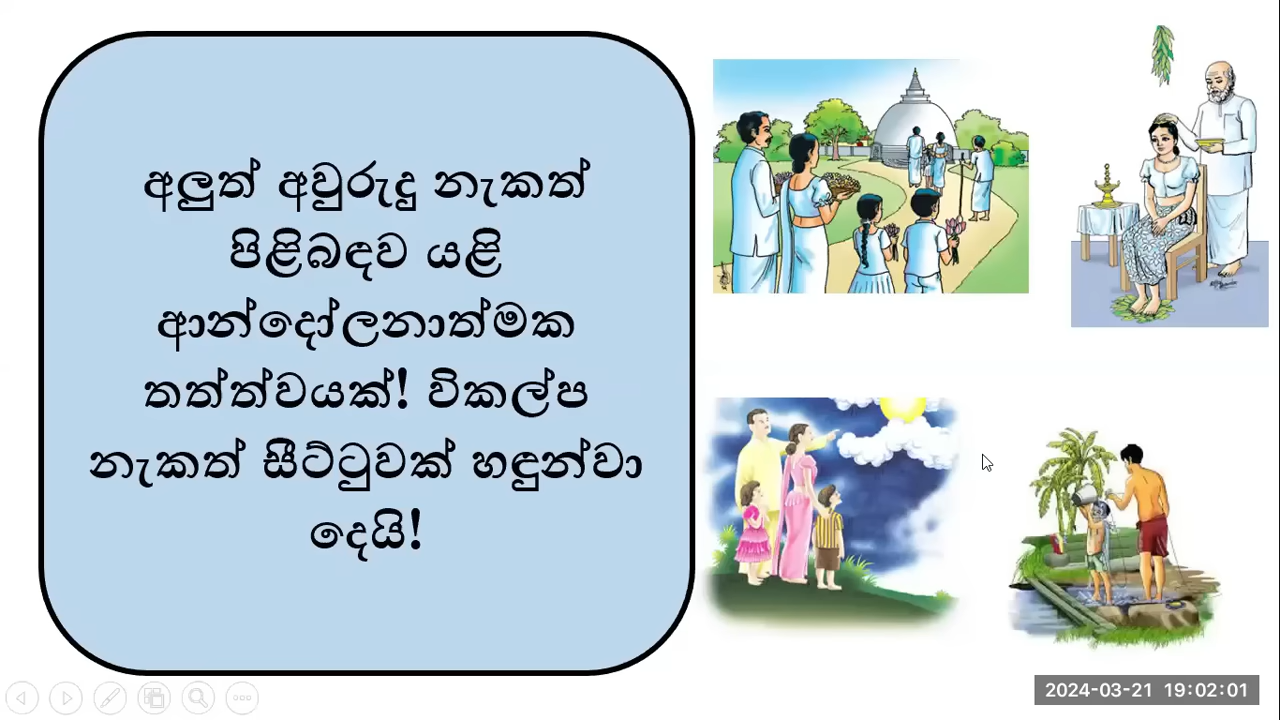 අලුත් අවුරුදු නැකත්
පිළිබඳව යළි
ආන්දෝලනාත්මක
තත්ත්වයක්! විකල්ප
නැකත් සීට්ටුවක් හඳුන්වා
දෙයි!
2024-03-21 19:02:01